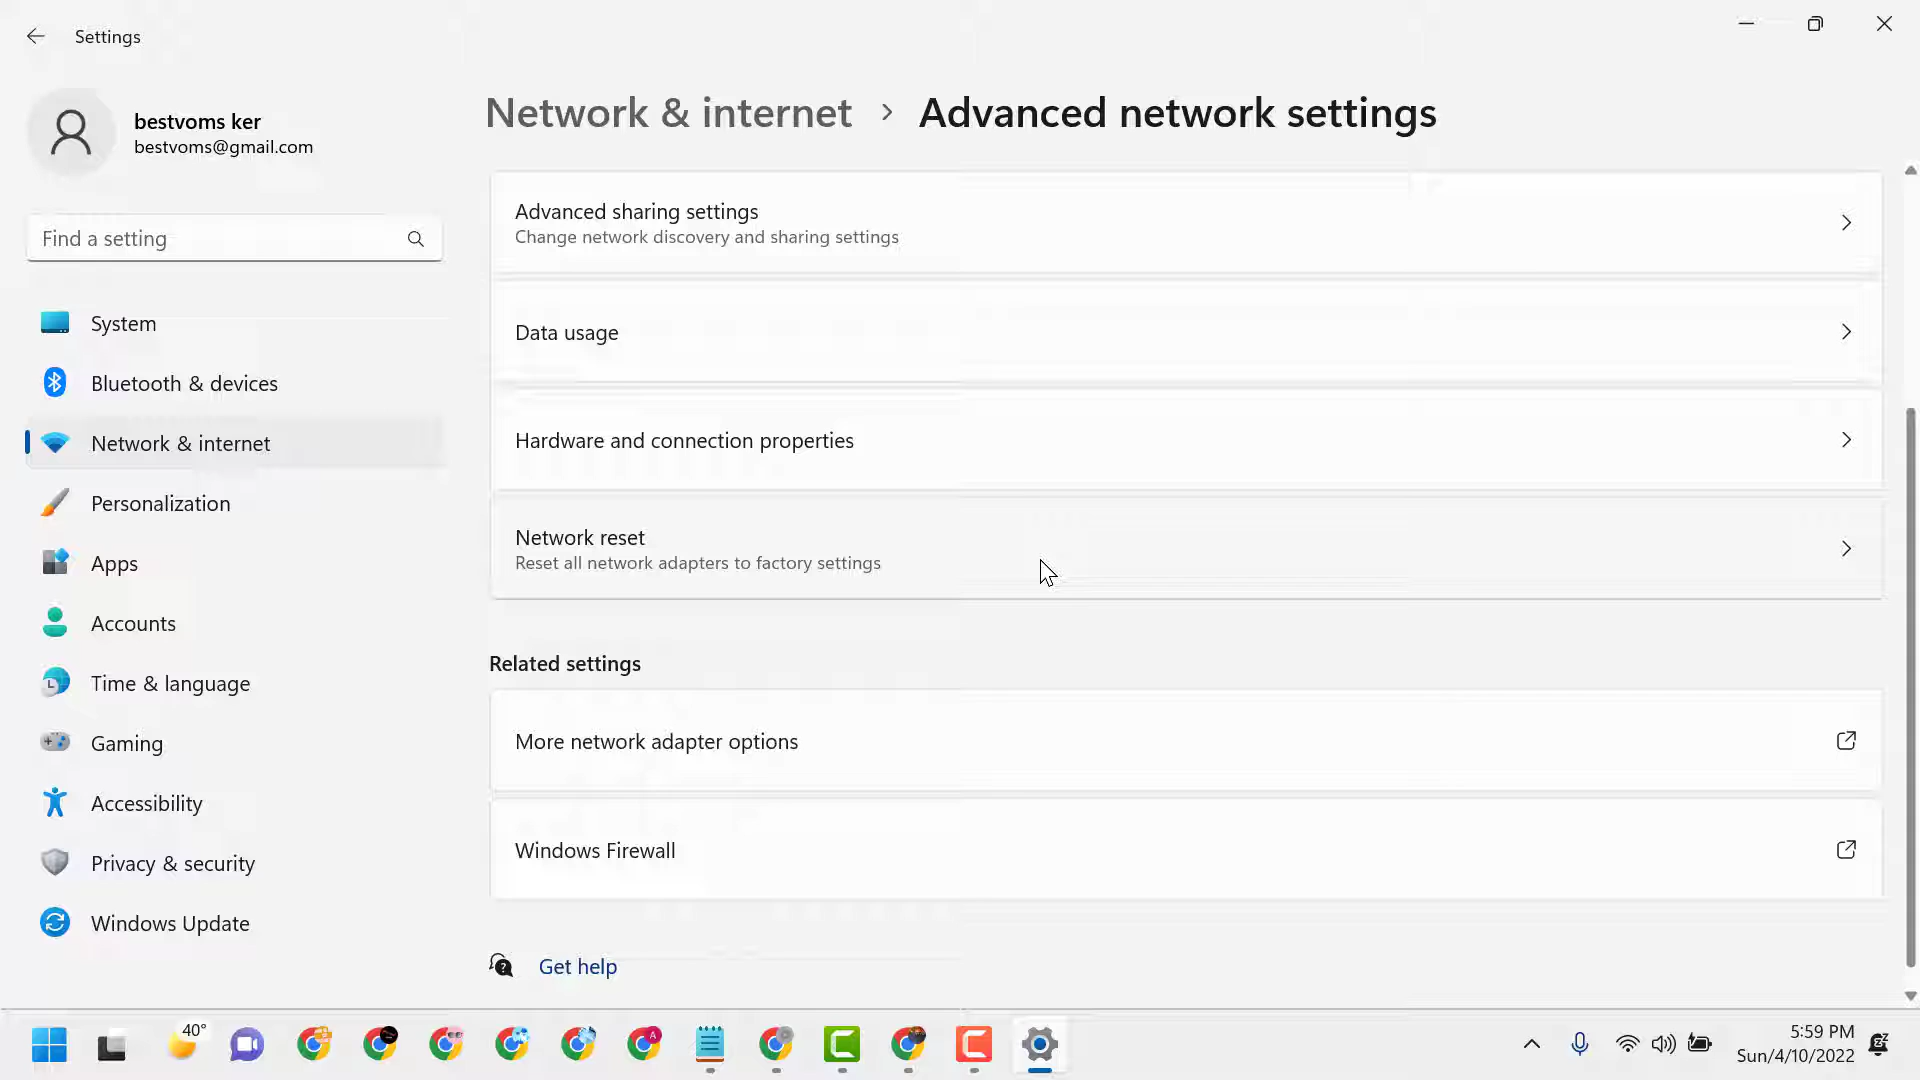 Settings
bestvoms ker
bestvoms@gmail.com
Find a setting
System
Bluetooth & devices
Network & internet
Personalization
Apps
Accounts
Time & language
Gaming
Accessibility
Privacy & security
Windows Update
Network & internet > Advanced network settings
Advanced sharing settings
Change network discovery and sharing settings
Data usage
Hardware and connection properties
Network reset
Reset all network adapters to factory settings
Related settings
More network adapter options
Windows Firewall
Get help
40°
A
5:59 PM
Sun/4/10/2022